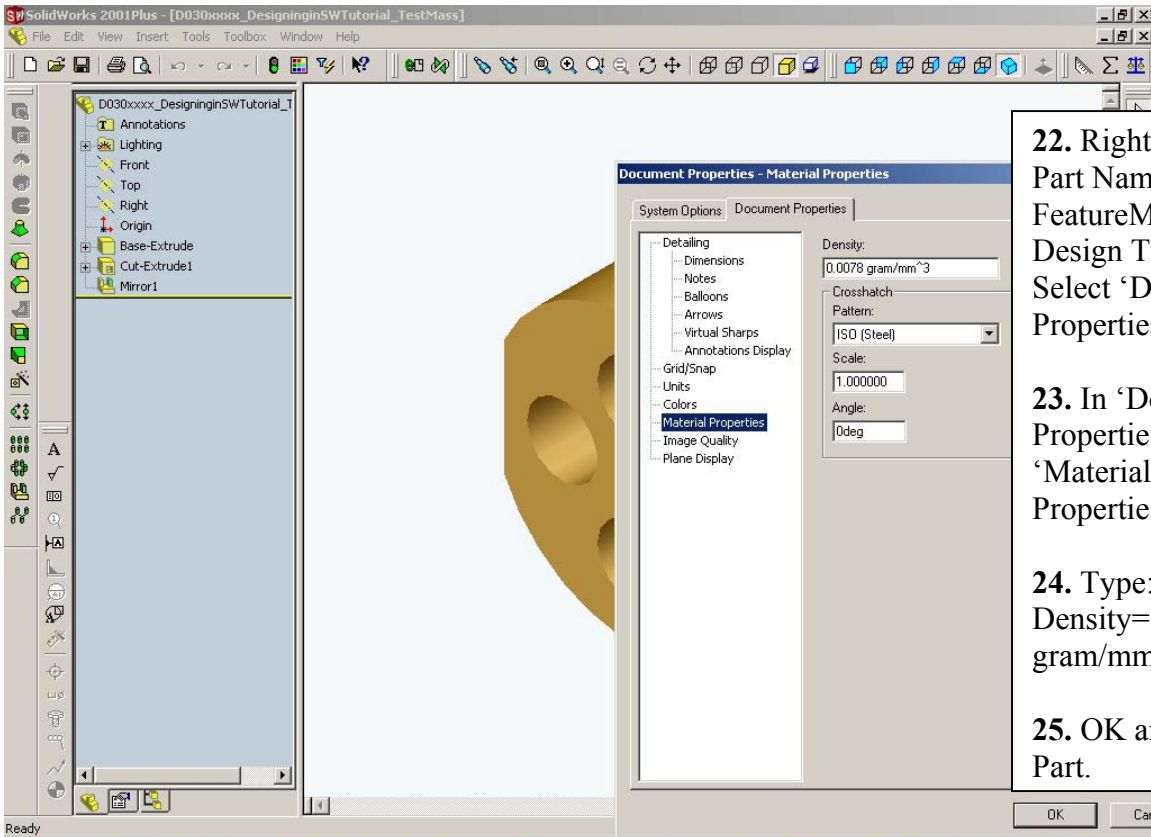 SolidWorks 2001Plus - [D030xxxx_DesigninginSWTutorial_TestMass]
File Edit View Insert Tools Toolbox Window Help
D030xxxx_DesigninginSWTutorial_T
Annotations
Lighting
Front
Top
Right
Origin
Base-Extrude
Cut-Extrude1
Mirror1
Document Properties - Material Properties
System Options Document Properties
Detailing
Dimensions
Notes
Balloons
Arrows
Virtual Sharps
Annotations Display
Grid/Snap
Units
Colors
Material Properties
Image Quality
Plane Display
Density:
0.0078 gram/mm^3
Crosshatch
Pattern:
ISO (Steel)
Scale:
1.000000
Angle:
0deg
OK
22. Right
Part Nam
FeatureM
Design T
Select ‘D
Properties
23. In ‘D
Propertie
‘Material
Propertie
24. Type:
Density=
gram/mm
25. OK a
Part.
Ready